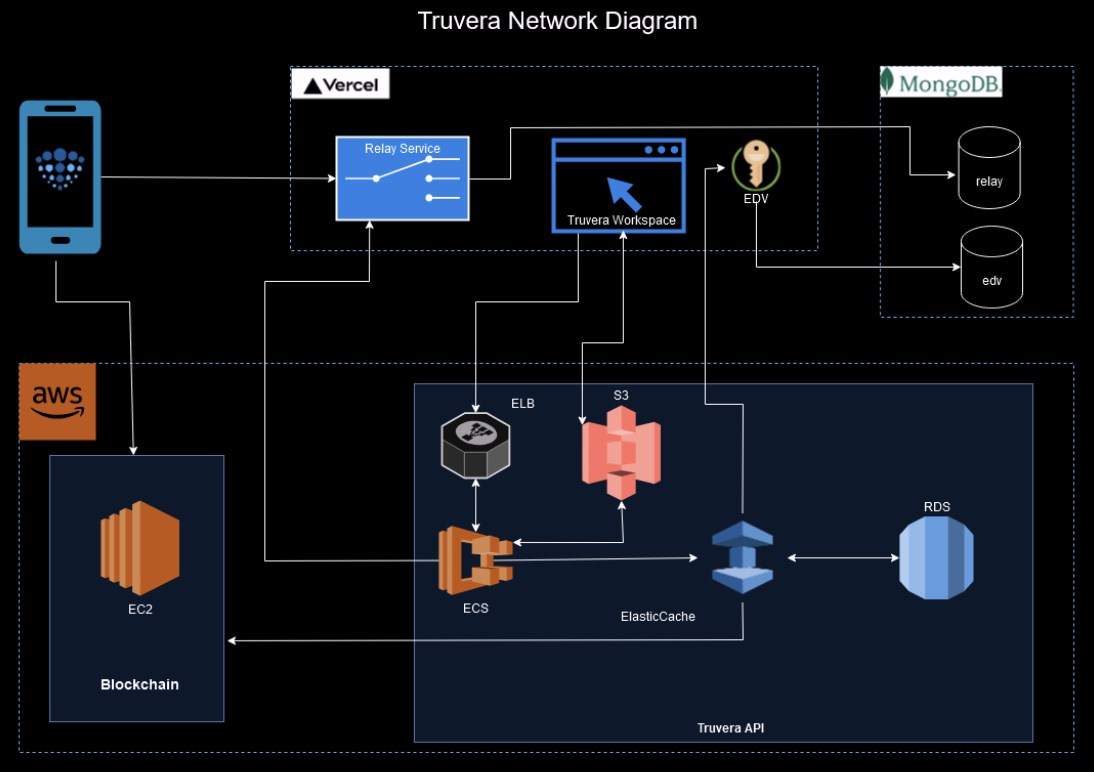 Truvera Network Diagram
Vercel
MongoDB.
Relay Service
Truvera Workspace
EDV
relay
edv
aws
ELB
S3
RDS
EC2
ECS
ElasticCache
Blockchain
Truvera API